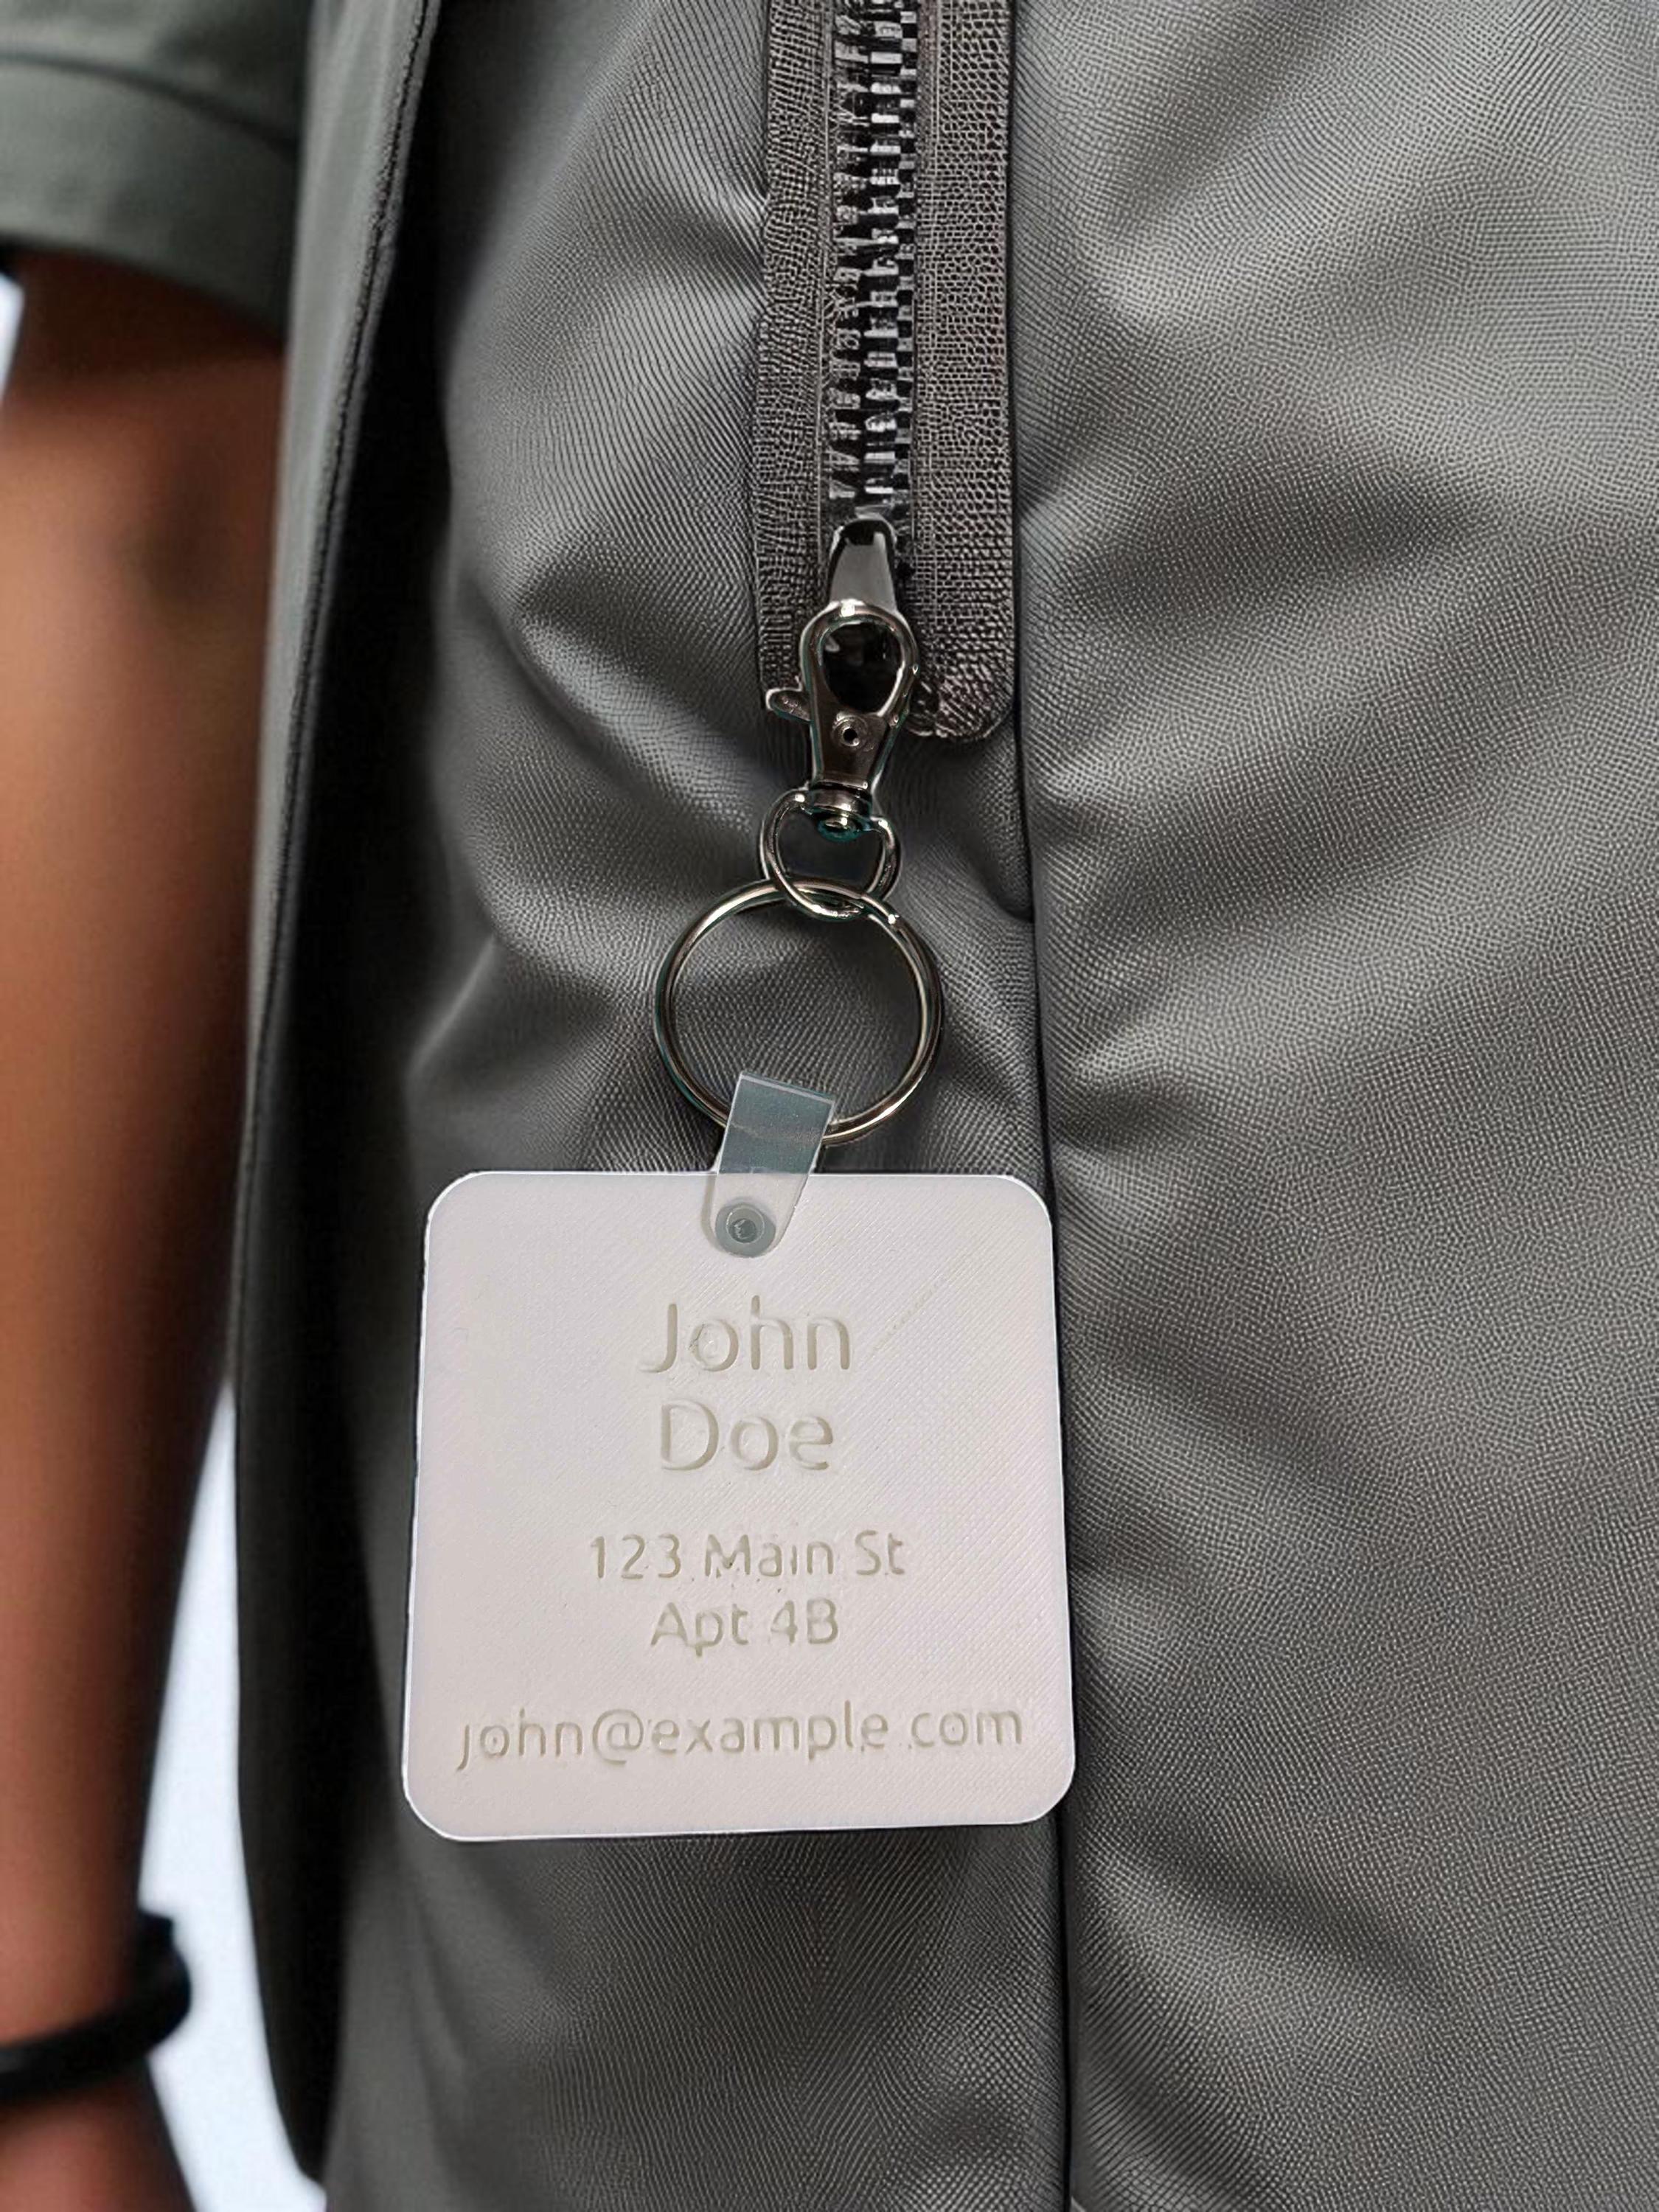 John
Doe
123 Main St
Apt 4B
john@example.com